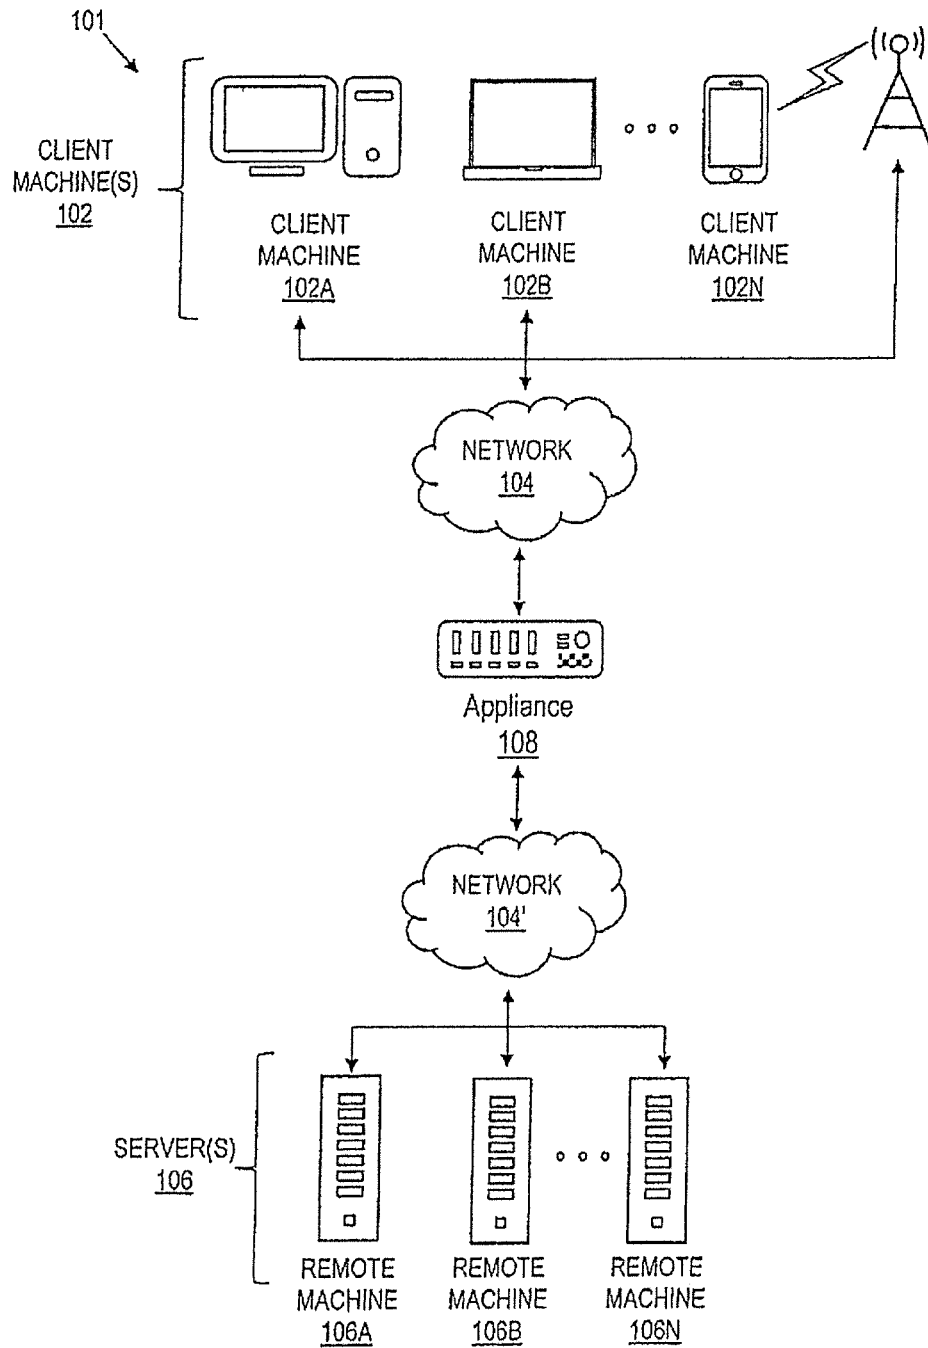 101
CLIENT
MACHINE(S)
102
CLIENT
MACHINE
102A
CLIENT
MACHINE
102B
CLIENT
MACHINE
102N
NETWORK
104
Appliance
108
NETWORK
104'
SERVER(S)
106
REMOTE
MACHINE
106A
REMOTE
MACHINE
106B
REMOTE
MACHINE
106N